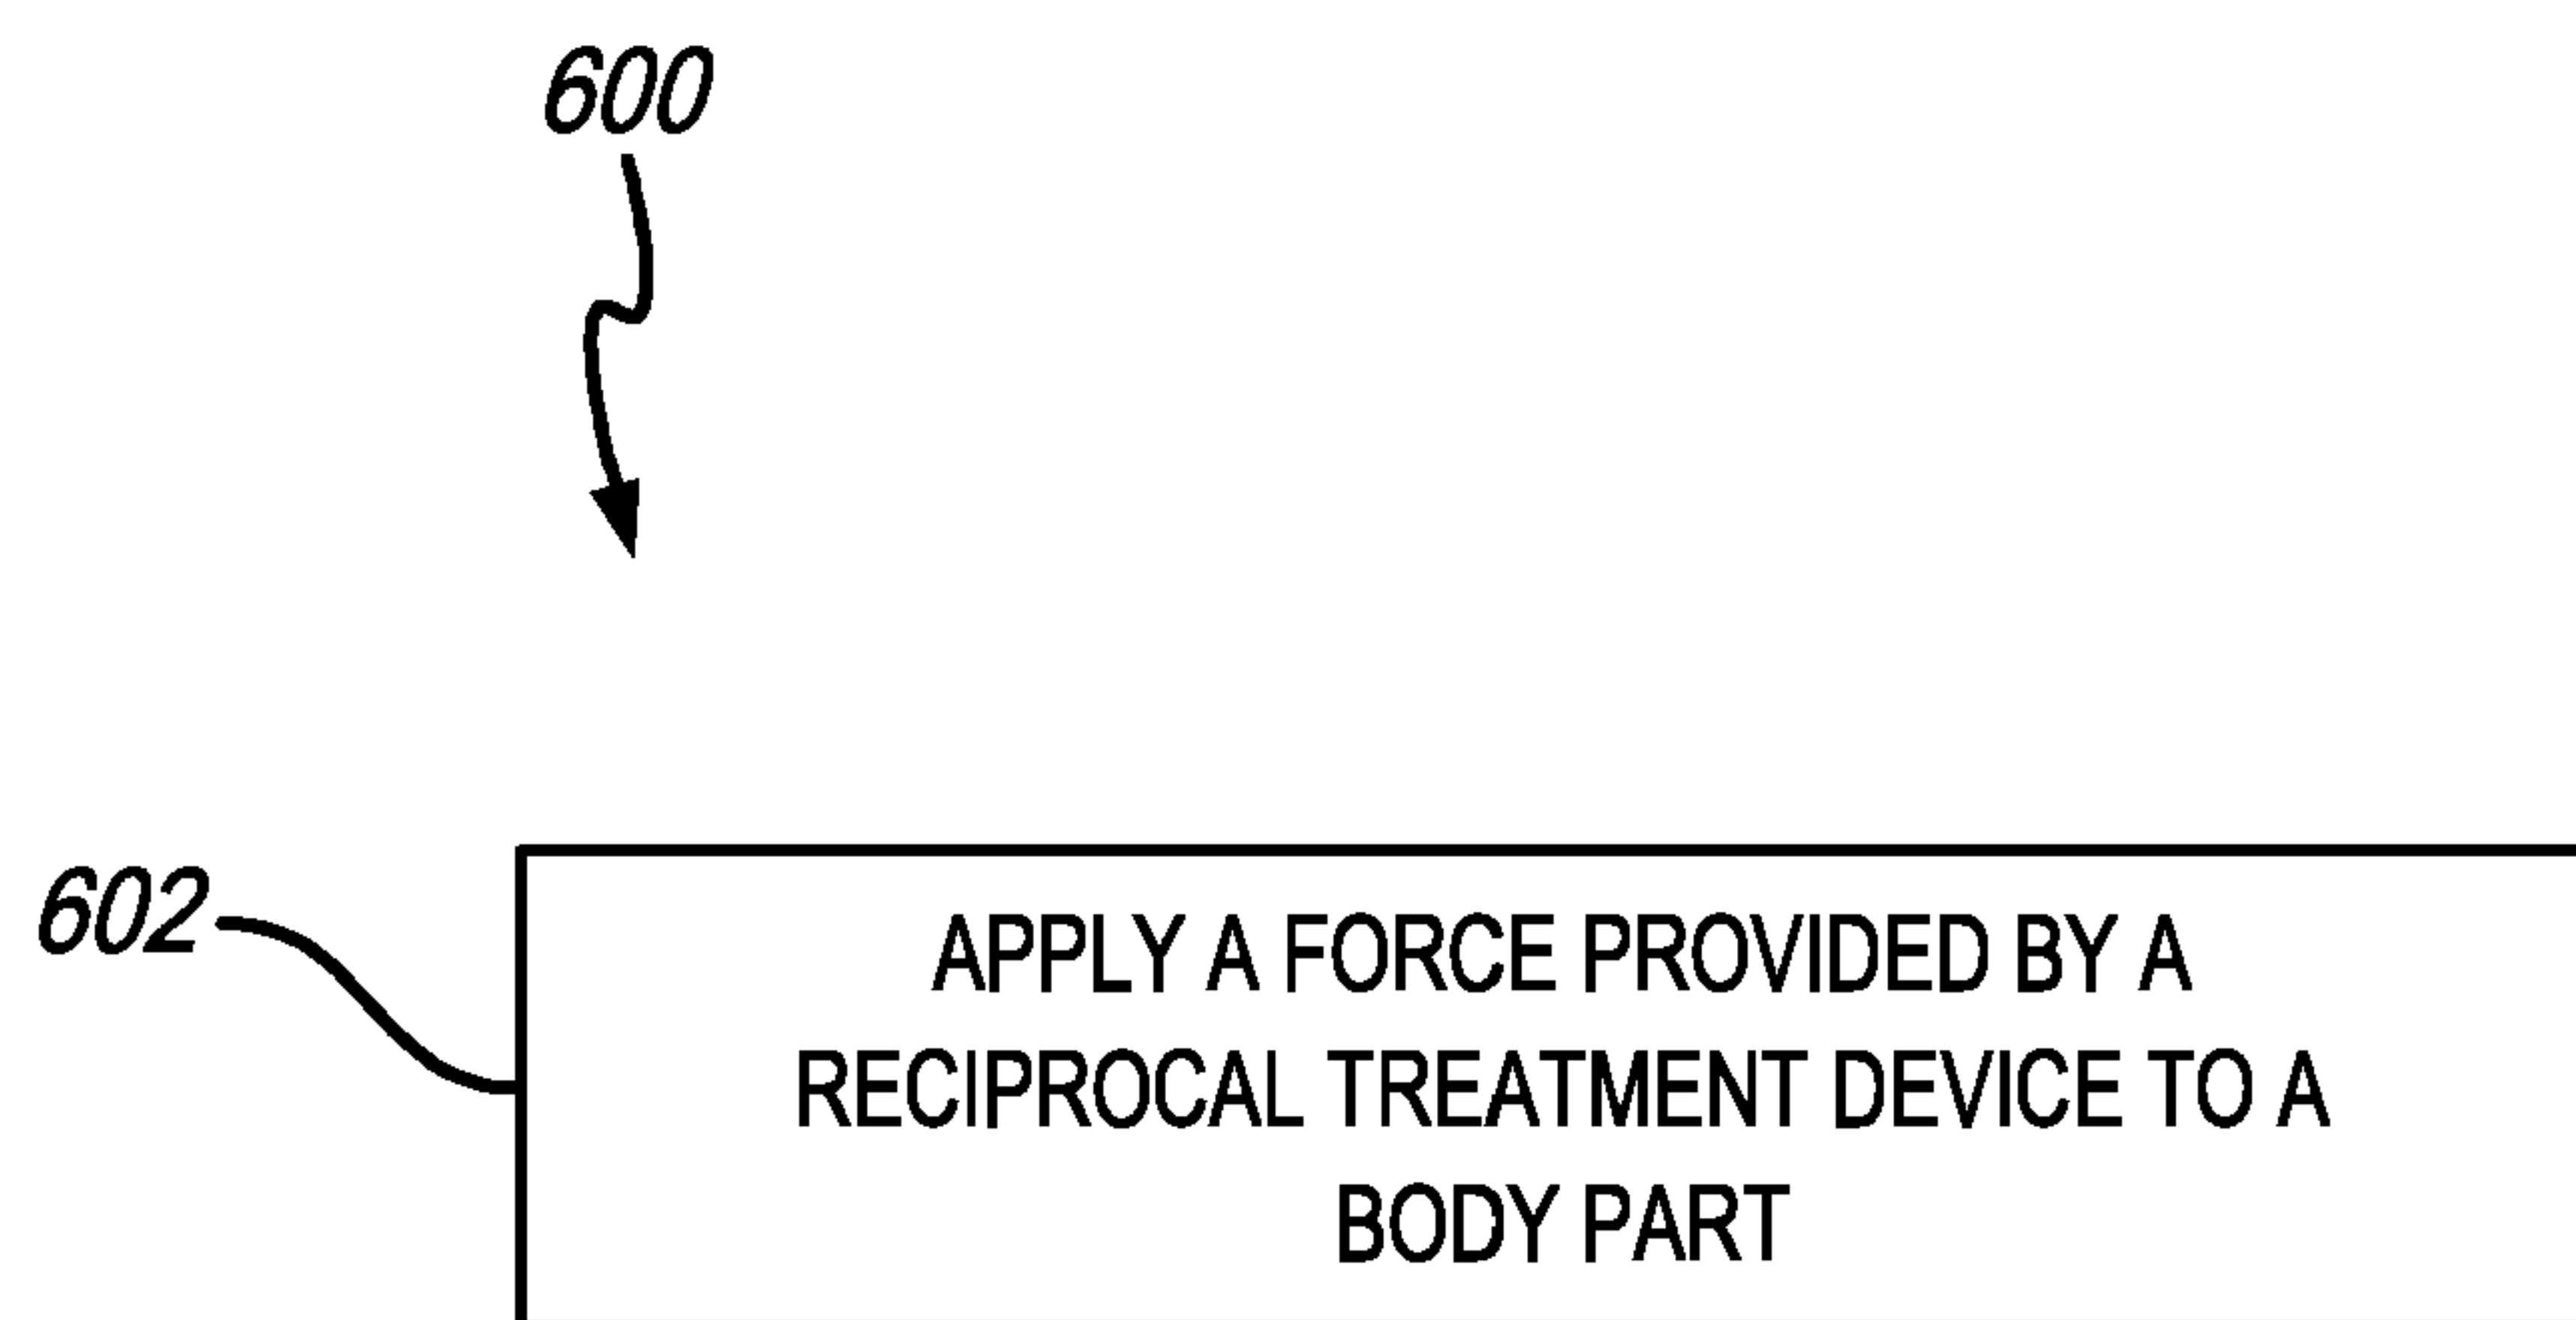 600
602
APPLY A FORCE PROVIDED BY A
RECIPROCAL TREATMENT DEVICE TO A
BODY PART